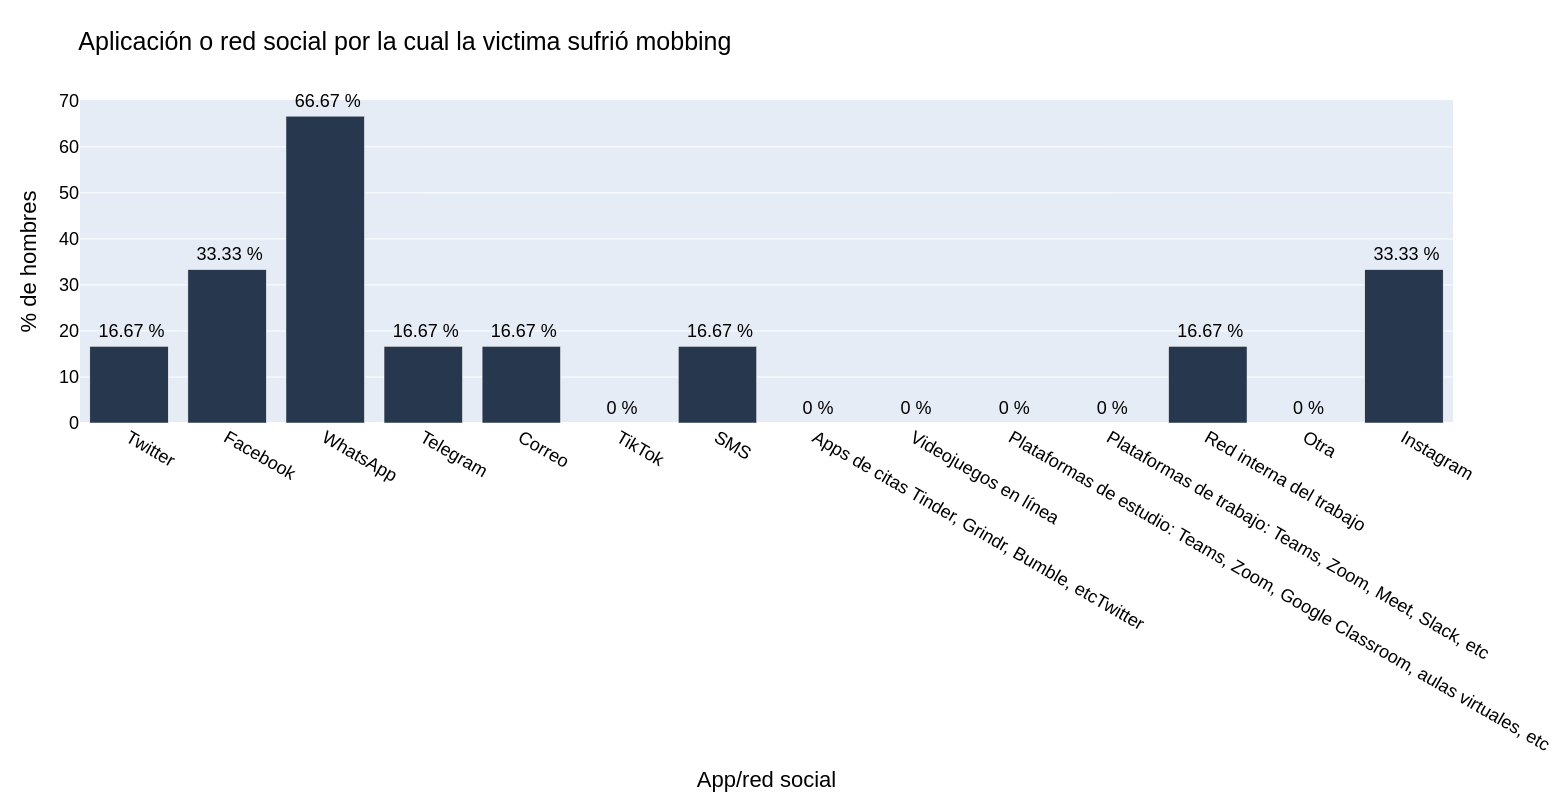 Aplicación o red social por la cual la victima sufrió mobbing
% de hombres
70
60
50
40
30
20
10
0
16.67 %
33.33 %
66.67 %
16.67 %
16.67 %
0 %
16.67 %
0 %
0 %
0 %
0 %
16.67 %
0 %
33.33 %
Twitter
Facebook
WhatsApp
Telegram
Correo
TikTok
SMS
Apps de citas Tinder, Grindr, Bumble, etcTwitter
Videojuegos en línea
Plataformas de estudio: Teams, Zoom, Google Classroom, aulas virtuales, etc
Plataformas de trabajo: Teams, Zoom, Meet, Slack, etc
Red interna del trabajo
Otra
Instagram
App/red social